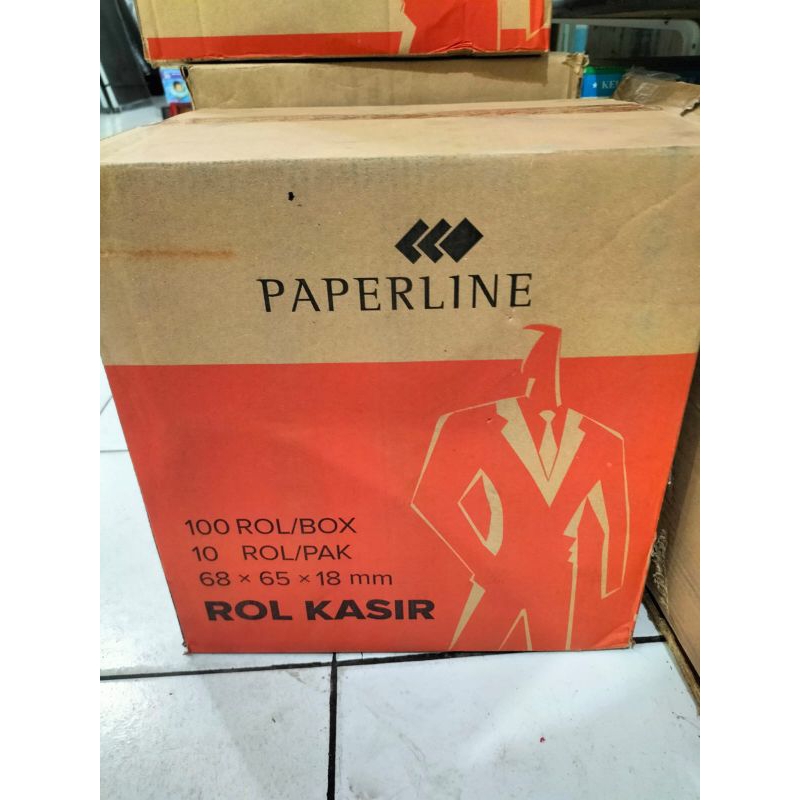 PAPERLINE
100 ROL/BOX
10 ROL/PAK
68 × 65 × 18 mm
ROL KASIR